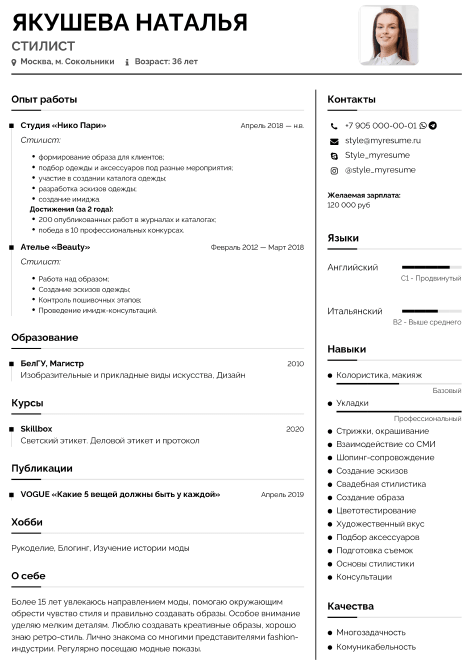 ЯКУШЕВА НАТАЛЬЯ
СТИЛИСТ
Москва, м. Сокольники Возраст: 36 лет
Опыт работы
Студия «Нико Пари» Апрель 2018 — н.в.
Стилист:
формирование образа для клиентов;
подбор одежды и аксессуаров под разные мероприятия;
участие в создании каталога одежды;
разработка эскизов одежды;
создание имиджа
Достижения (за 2 года):
200 опубликованных работ в журналах и каталогах;
победа в 10 профессиональных конкурсах.
Ателье «Beauty» Февраль 2012 — Март 2018
Стилист:
Работа над образом;
Создание эскизов одежды;
Контроль пошивочных этапов;
Проведение имидж-консультаций.
Образование
БелГУ, Магистр 2010
Изобразительные и прикладные виды искусства, Дизайн
Курсы
Skillbox 2020
Светский этикет. Деловой этикет и протокол
Публикации
VOGUE «Какие 5 вещей должны быть у каждой» Апрель 2019
Хобби
Рукоделие, Блогинг, Изучение истории моды
О себе
Более 15 лет увлекаюсь направлением моды, помогаю окружающим
обрести чувство стиля и правильно создавать образы. Особое внимание
уделяю мелким деталям. Люблю создавать креативные образы, хорошо
знаю ретро-стиль. Лично знакома со многими представителями fashion-
индустрии. Регулярно посещаю модные показы.
Контакты
+7 905 000-00-01
style@myresume.ru
Style_myresume
@style_myresume
Желаемая зарплата:
120 000 руб
Языки
Английский
C1 - Продвинутый
Итальянский
B2 - Выше среднего
Навыки
Колористика, макияж
Базовый
Укладки
Профессиональный
Стрижки, окрашивание
Взаимодействие со СМИ
Шопинг-сопровождение
Создание эскизов
Свадебная стилистика
Создание образа
Цветотестирование
Художественный вкус
Подбор аксессуаров
Подготовка съемок
Основы стилистики
Консультации
Качества
Многозадачность
Комуникабельность